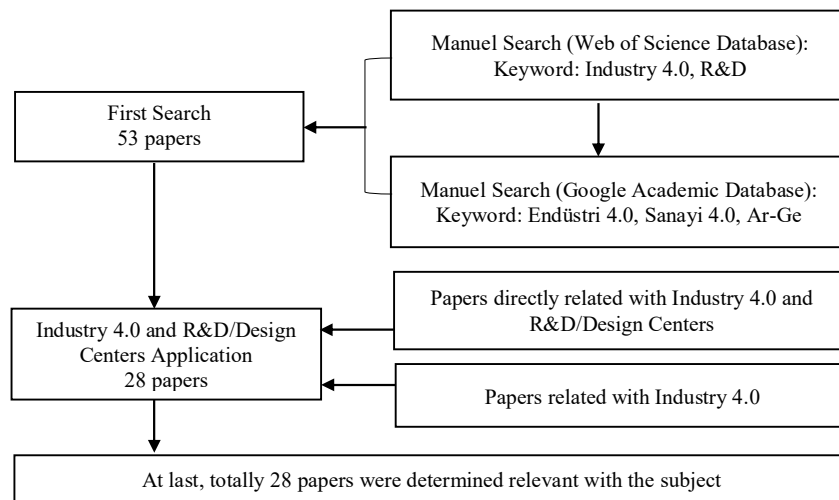 Manuel Search (Web of Science Database):
Keyword: Industry 4.0, R&D
First Search
53 papers
Manuel Search (Google Academic Database):
Keyword: Endüstri 4.0, Sanayi 4.0, Ar-Ge
Papers directly related with Industry 4.0 and
R&D/Design Centers
Industry 4.0 and R&D/Design
Centers Application
28 papers
Papers related with Industry 4.0
At last, totally 28 papers were determined relevant with the subject